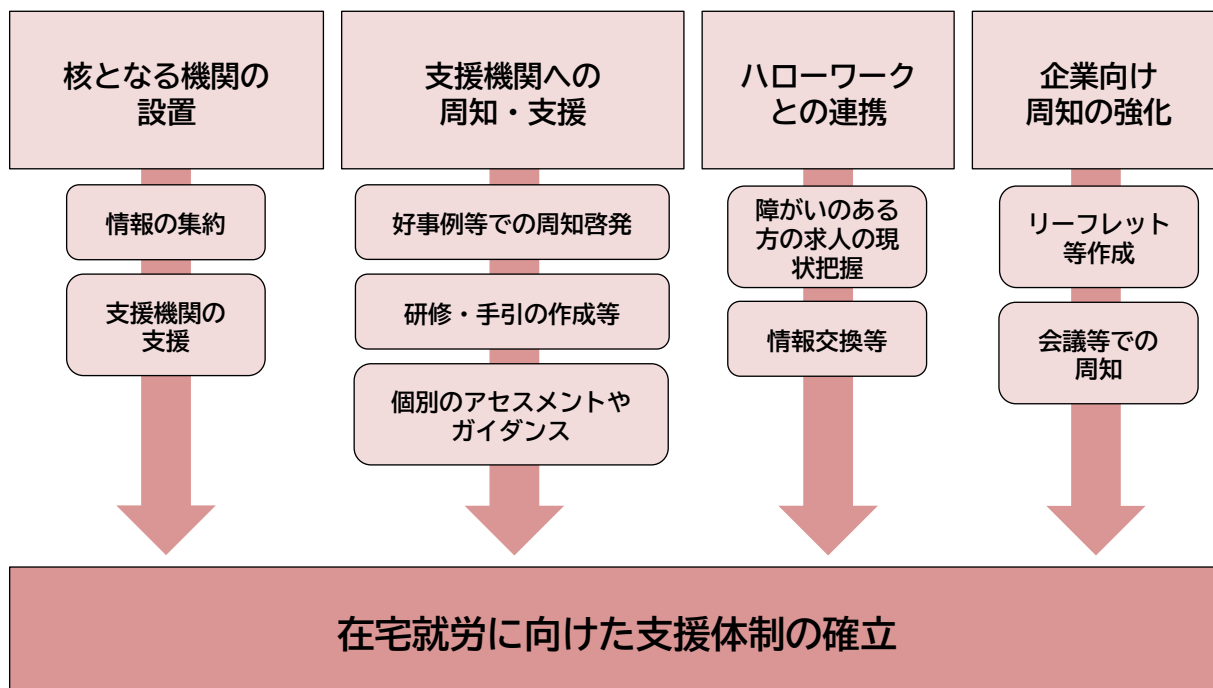 核となる機関の
設置
支援機関への
周知・支援
ハローワーク
との連携
企業向け
周知の強化
情報の集約
支援機関の
支援
好事例等での周知啓発
研修・手引の作成等
個別のアセスメントや
ガイダンス
障がいのある
方の求人の現
状把握
情報交換等
リーフレット
等作成
会議等での
周知
在宅就労に向けた支援体制の確立